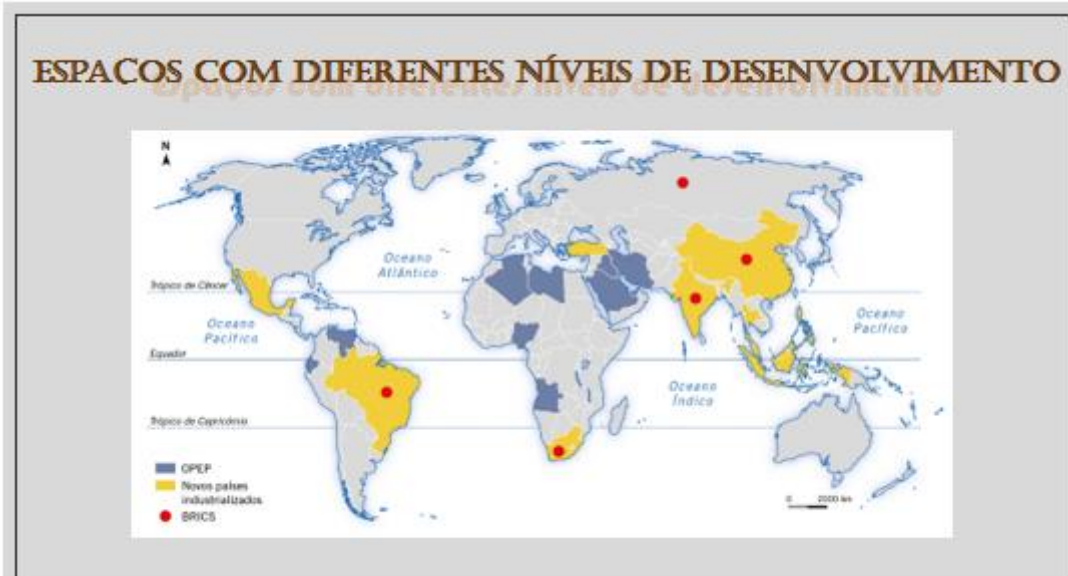 ESPAÇOS COM DIFERENTES NÍVEIS DE DESENVOLVIMENTO
N
Oceano
Atlântico
Trópico de Câncer
Oceano
Pacífico
Oceano
Pacífico
Equador
Oceano
Índico
Trópico de Capricórnio
OPEP
Novos países
industrializados
BRICS
0 2000 km